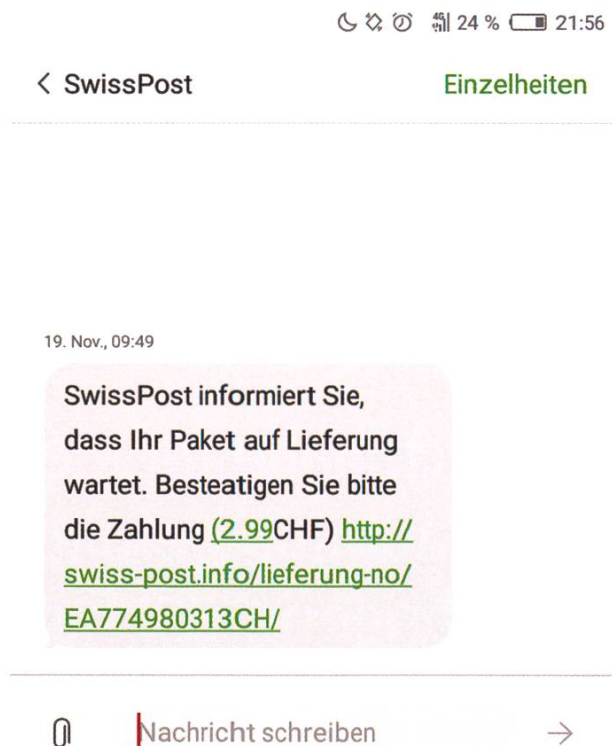 24 % 21:56
< SwissPost Einzelheiten
19. Nov., 09:49
SwissPost informiert Sie,
dass Ihr Paket auf Lieferung
wartet. Besteatigen Sie bitte
die Zahlung (2.99CHF) http://
swiss-post.info/lieferung-no/
EA774980313CH/
Nachricht schreiben